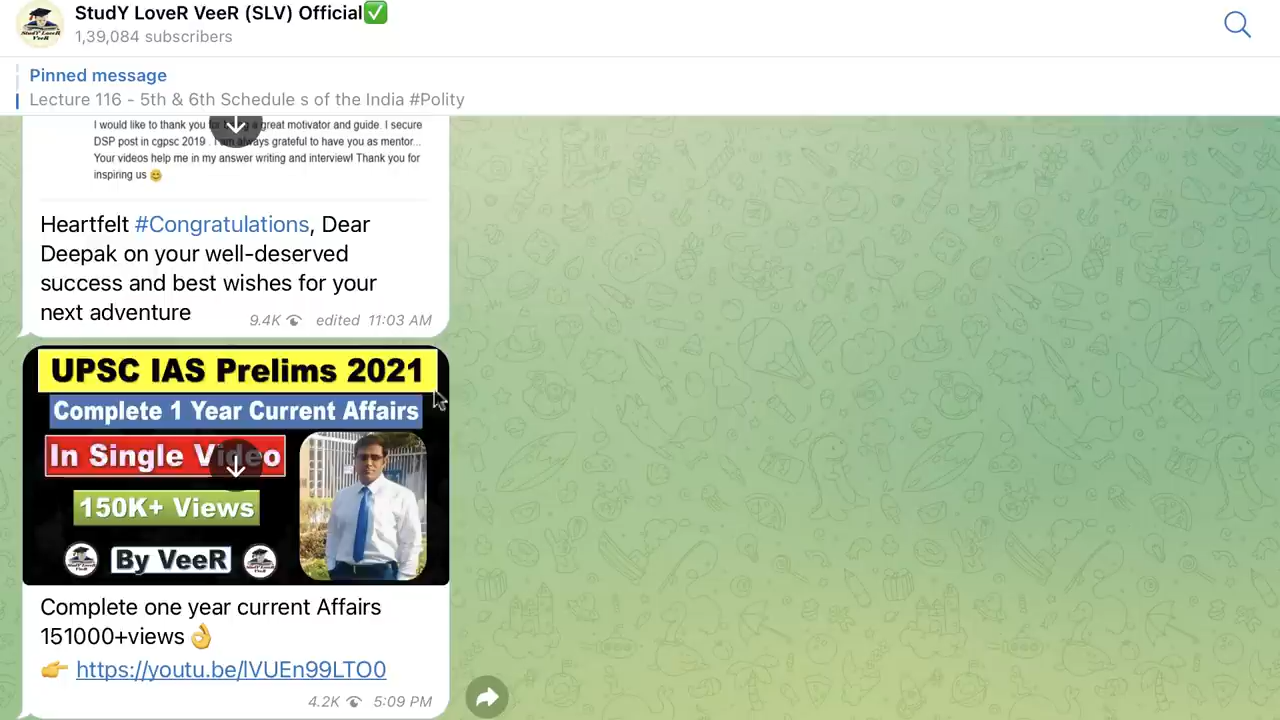 StudY LoveR VeeR (SLV) Official✅
1,39,084 subscribers
Pinned message
Lecture 116 - 5th & 6th Schedule s of the India #Polity
I would like to thank you for being a great motivator and guide. I secure
DSP post in cgpsc 2019 . I am always grateful to have you as mentor...
Your videos help me in my answer writing and interview! Thank you for
inspiring us 😊
Heartfelt #Congratulations, Dear
Deepak on your well-deserved
success and best wishes for your
next adventure
9.4K edited 11:03 AM
UPSC IAS Prelims 2021
Complete 1 Year Current Affairs
In Single Video
150K+ Views
By VeeR
Complete one year current Affairs
151000+views 👌
👉 https://youtu.be/lVUEn99LTO0
4.2K 5:09 PM